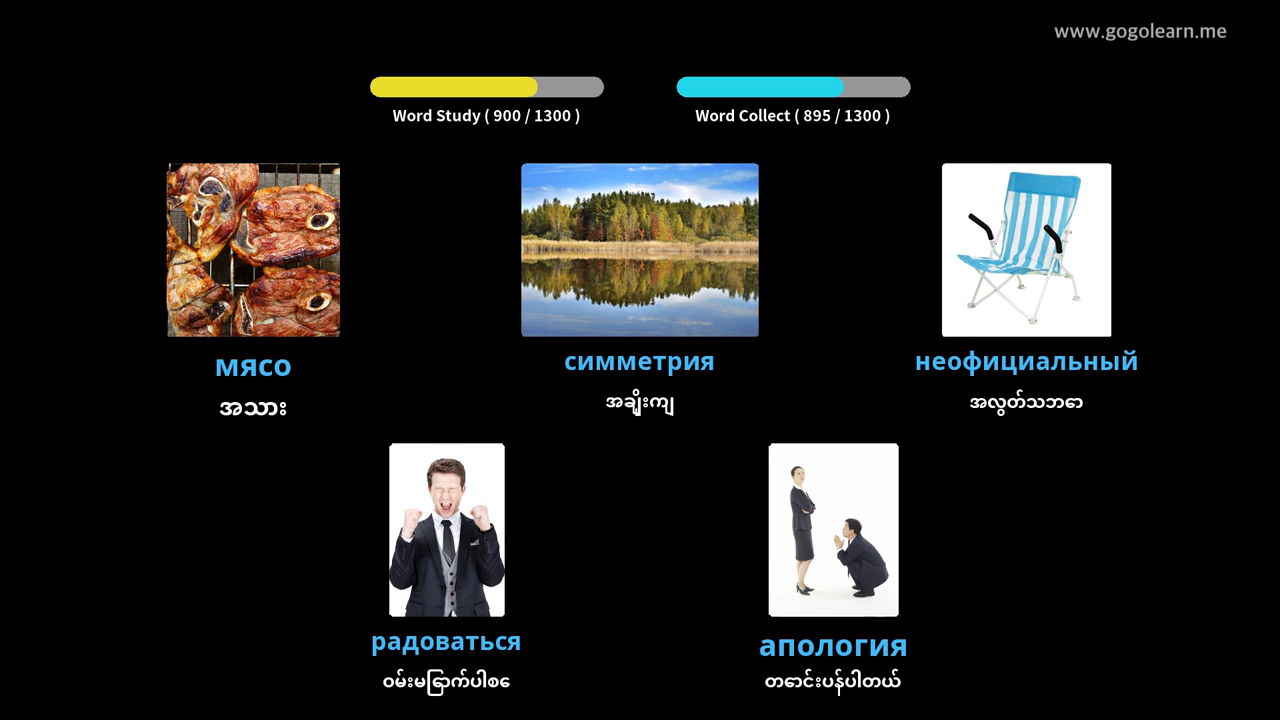 www.gogolearn.me
Word Study ( 900 / 1300 )
Word Collect ( 895 / 1300 )
мясо
симметрия
неофициальный
အသား
အချိုးကျ
အလွတ်သဘော
радоваться
апология
ဝမ်းမြောက်ပါစေ
တောင်းပန်ပါတယ်